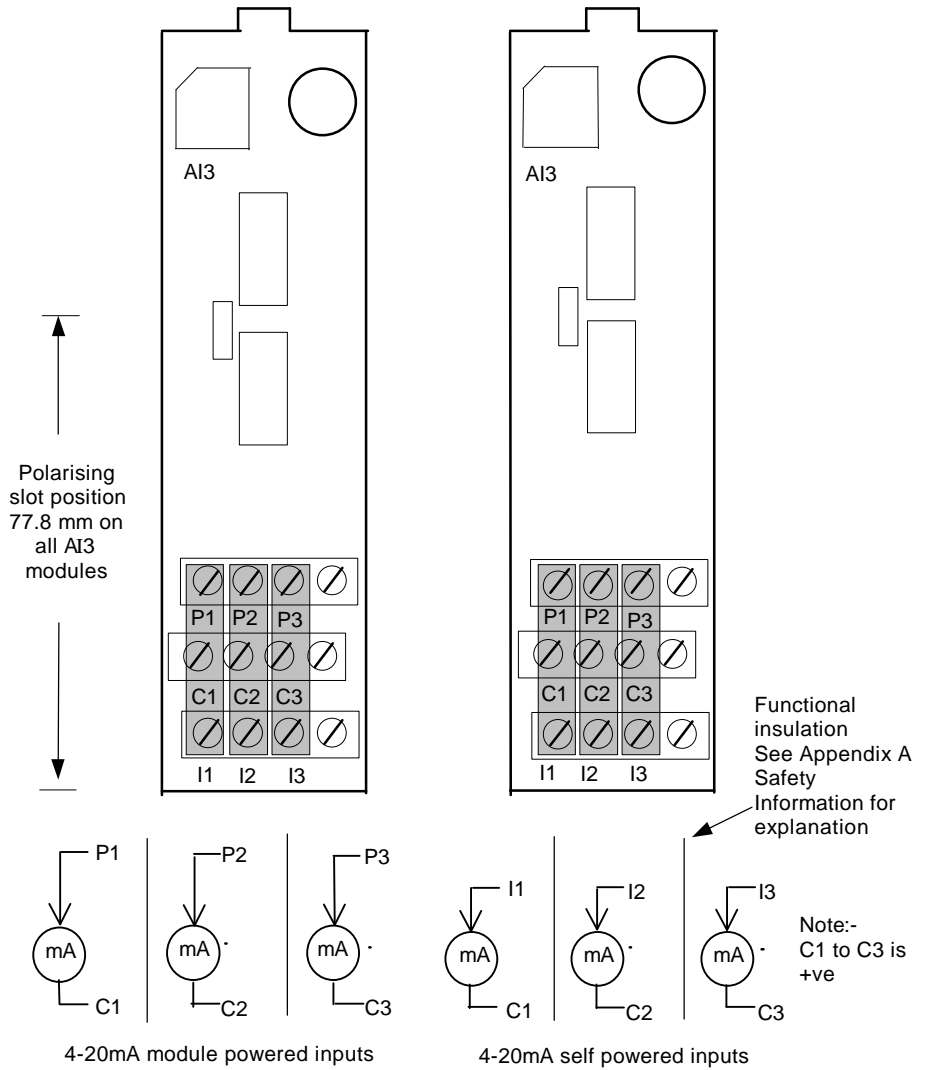 AI3
AI3
Polarising
slot position
77.8 mm on
all AI3
modules
P1 P2 P3
C1 C2 C3
I1 I2 I3
P1 P2 P3
C1 C2 C3
I1 I2 I3
Functional
insulation
See Appendix A
Safety
Information for
explanation
P1
mA
C1
P2
mA
C2
P3
mA
C3
4-20mA module powered inputs
I1
mA
C1
I2
mA
C2
I3
mA
C3
Note:-
C1 to C3 is
+ve
4-20mA self powered inputs